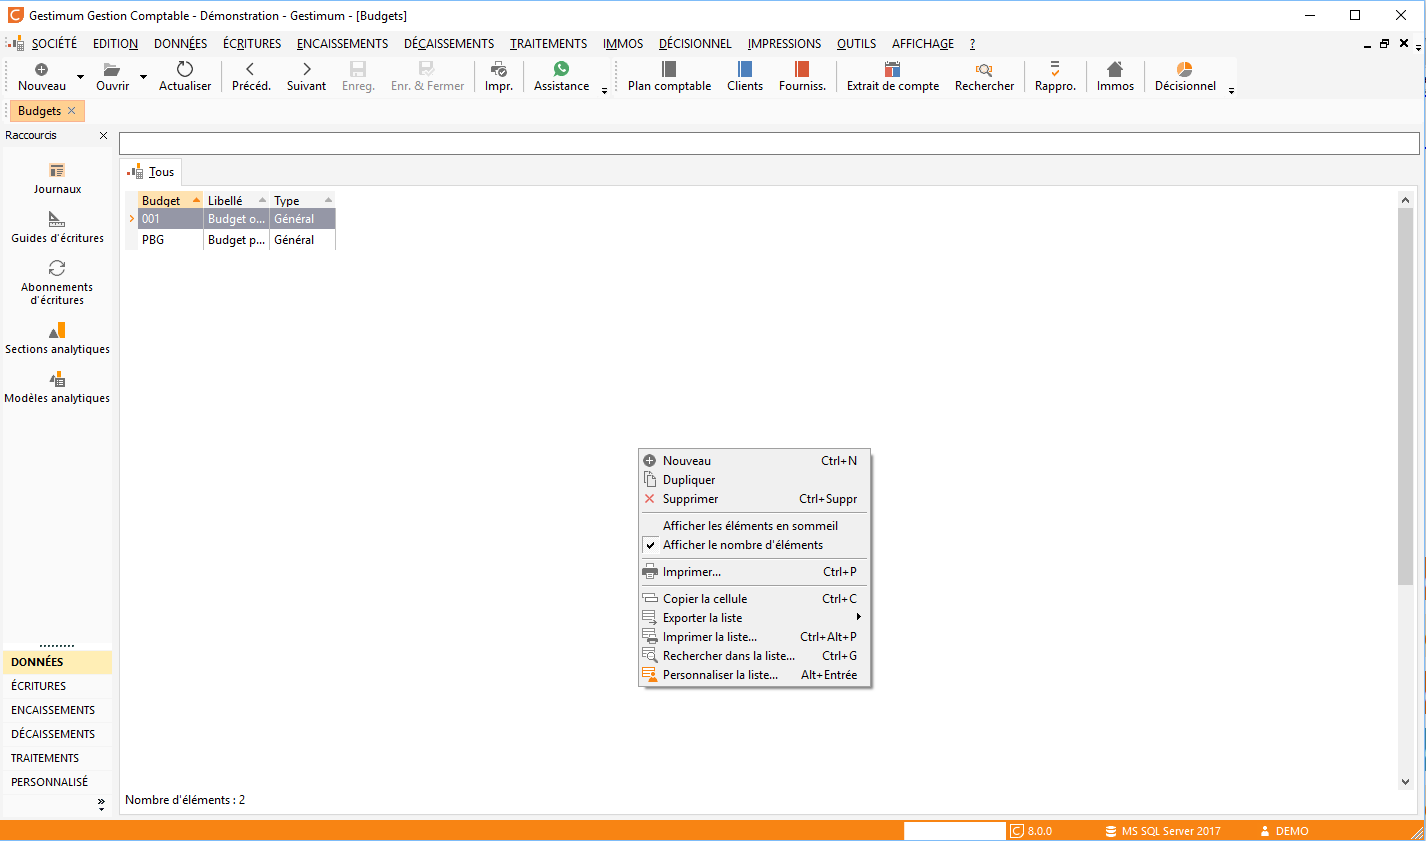 Gestimum Gestion Comptable - Démonstration - Gestimum - [Budgets]
SOCIÉTÉ EDITION DONNÉES ÉCRITURES ENCAISSEMENTS DÉCAISSEMENTS TRAITEMENTS IMMOS DÉCISIONNEL IMPRESSIONS OUTILS AFFICHAGE ?
Nouveau Ouvrir Actualiser Précéd. Suivant Enreg. Enr. & Fermer Impr. Assistance Plan comptable Clients Fourniss. Extrait de compte Rechercher Rappro. Immos Décisionnel
Budgets
Raccourcis
Journaux
Guides d'écritures
Abonnements
d'écritures
Sections analytiques
Modèles analytiques
DONNÉES
ÉCRITURES
ENCAISSEMENTS
DÉCAISSEMENTS
TRAITEMENTS
PERSONNALISÉ
Tous
Budget Libellé Type
001 Budget o... Général
PBG Budget p... Général
Nouveau Ctrl+N
Dupliquer
Supprimer Ctrl+Suppr
Afficher les éléments en sommeil
Afficher le nombre d'éléments
Imprimer... Ctrl+P
Copier la cellule Ctrl+C
Exporter la liste
Imprimer la liste... Ctrl+Alt+P
Rechercher dans la liste... Ctrl+G
Personnaliser la liste... Alt+Entrée
Nombre d'éléments : 2
8.0.0 MS SQL Server 2017 DEMO